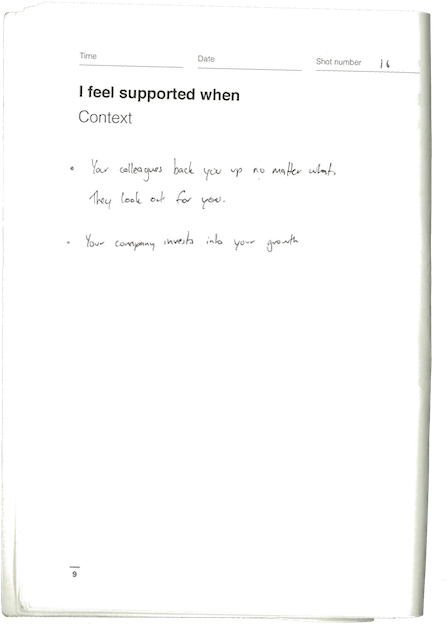 Time
Date
Shot number 16
I feel supported when
Context
• Your colleagues back you up no matter what.
They look out for you.
• Your company invests into your growth
9